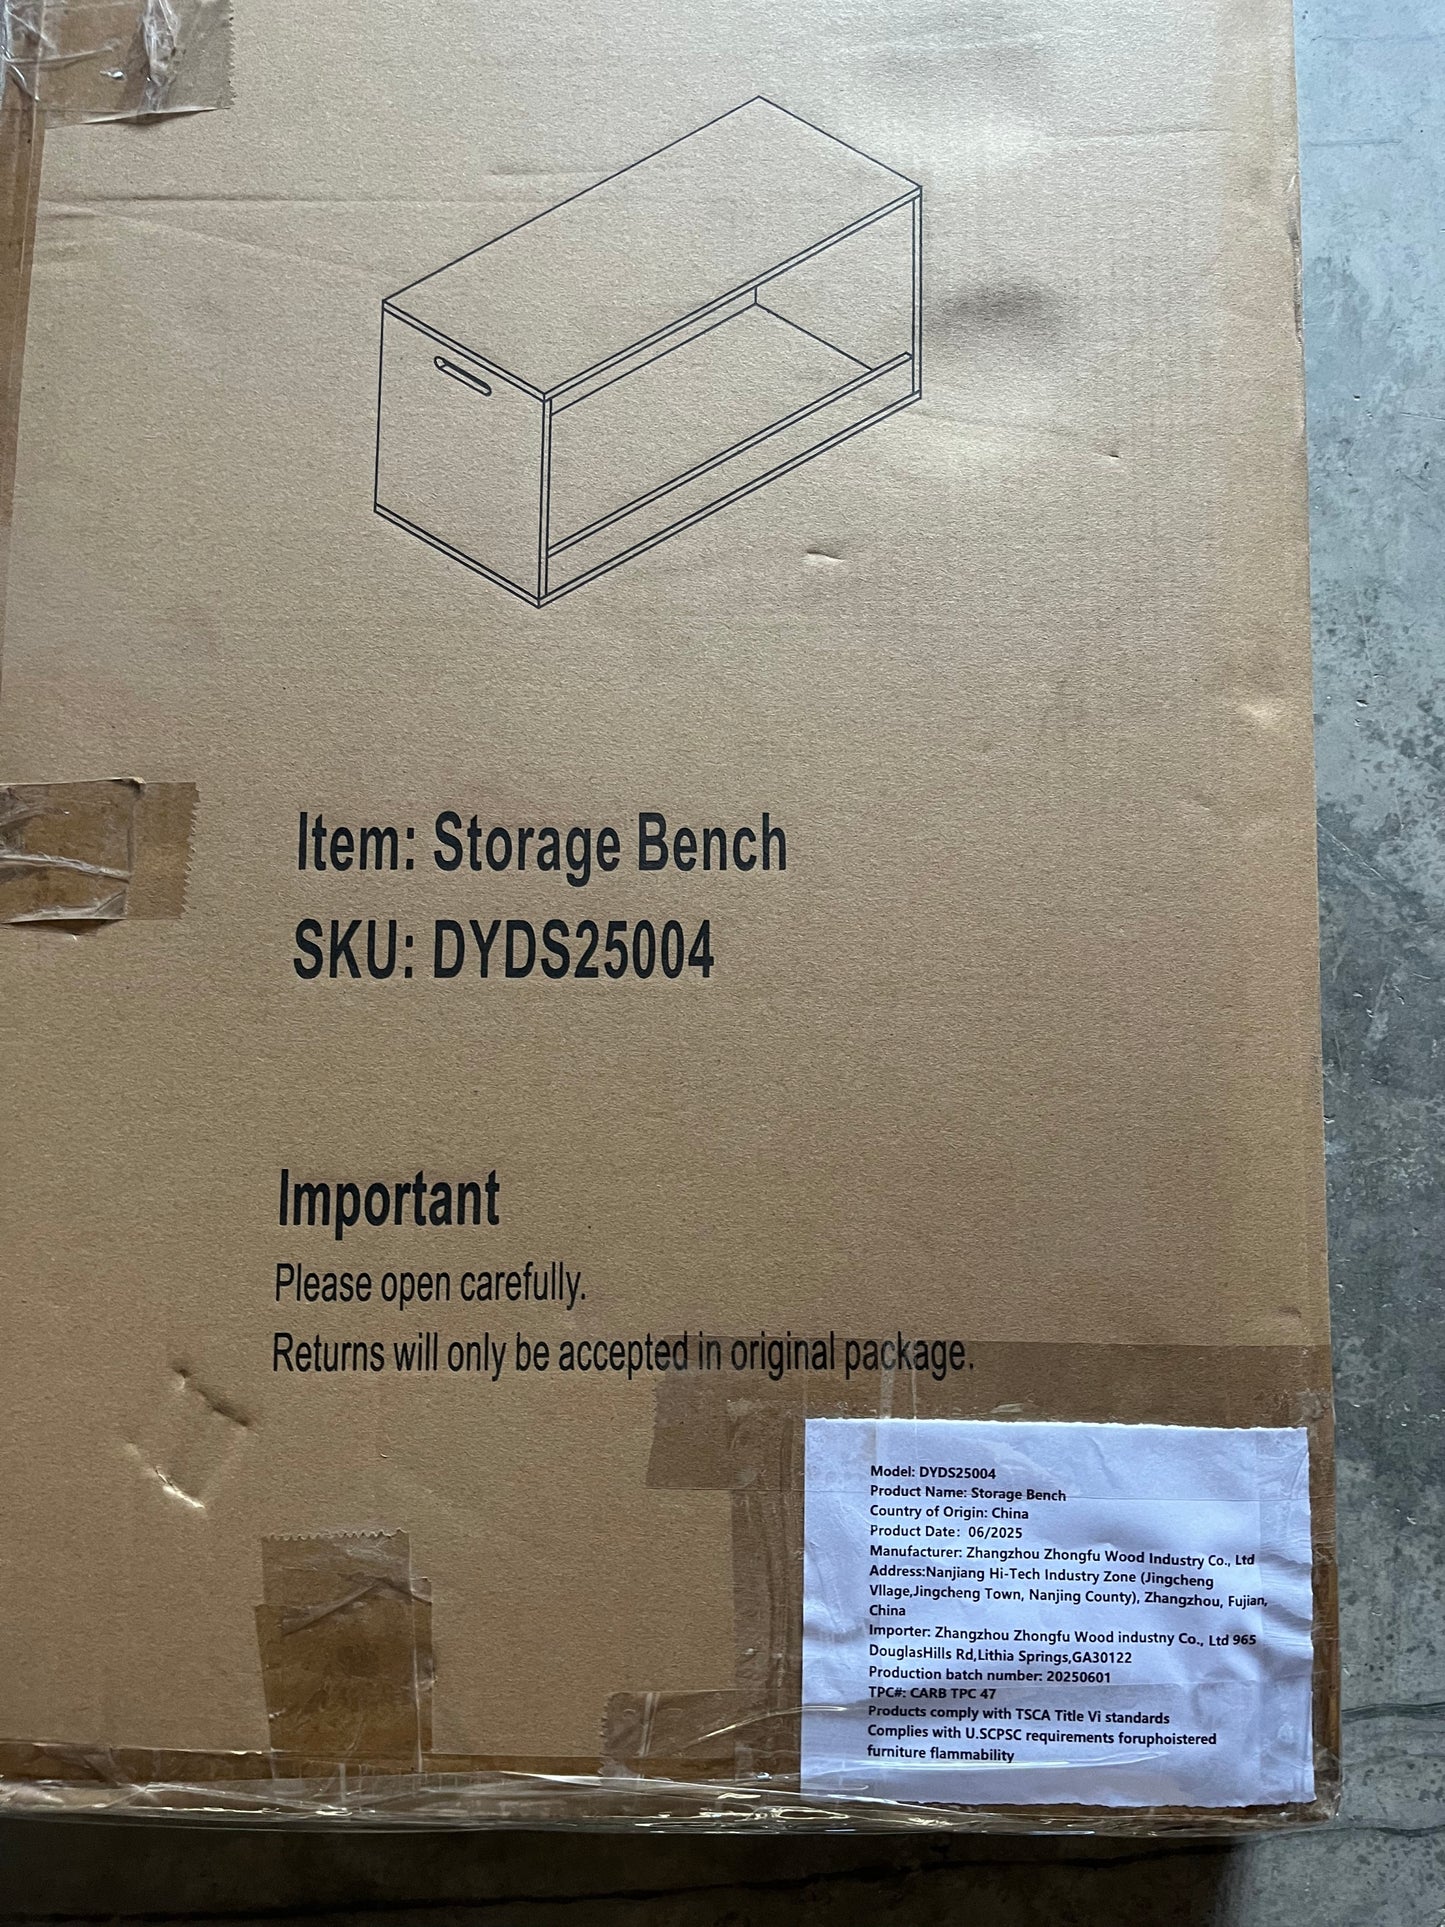 Item: Storage Bench
SKU: DYDS25004
Important
Please open carefully.
Returns will only be accepted in original package.
Model: DYDS25004
Product Name: Storage Bench
Country of Origin: China
Product Date: 06/2025
Manufacturer: Zhangzhou Zhongfu Wood Industry Co., Ltd
Address:Nanjiang Hi-Tech Industry Zone (Jingcheng
Vllage,Jingcheng Town, Nanjing County), Zhangzhou, Fujian,
China
Importer: Zhangzhou Zhongfu Wood industny Co., Ltd 965
DouglasHills Rd,Lithia Springs,GA30122
Production batch number: 20250601
TPC#: CARB TPC 47
Products comply with TSCA Title Vi standards
Complies with U.SCPSC requirements foruphoistered
furniture flammability